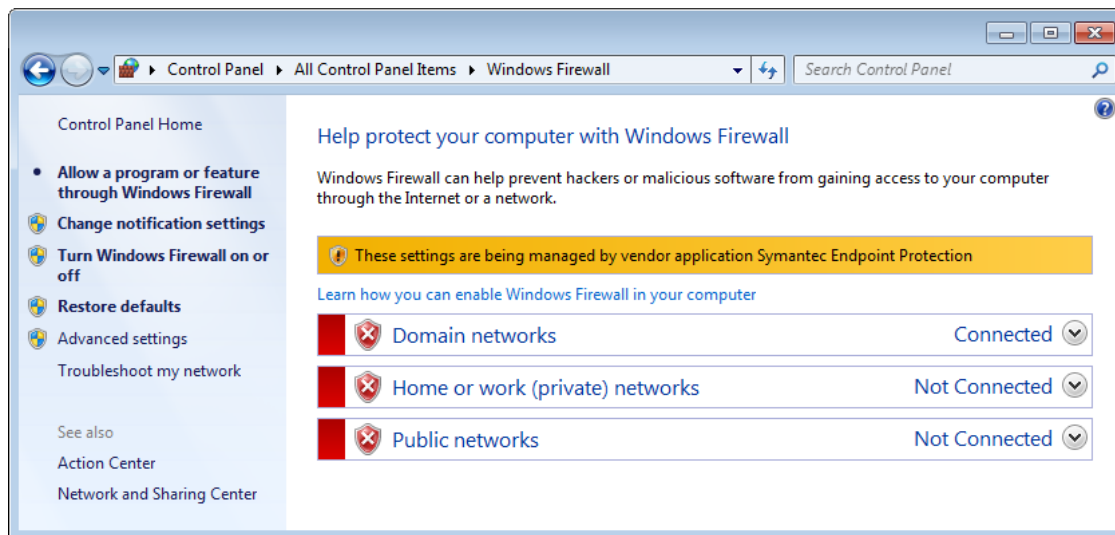 Control Panel ▸ All Control Panel Items ▸ Windows Firewall
Search Control Panel
Control Panel Home
Allow a program or feature
through Windows Firewall
Change notification settings
Turn Windows Firewall on or
off
Restore defaults
Advanced settings
Troubleshoot my network
See also
Action Center
Network and Sharing Center
Help protect your computer with Windows Firewall
Windows Firewall can help prevent hackers or malicious software from gaining access to your computer
through the Internet or a network.
These settings are being managed by vendor application Symantec Endpoint Protection
Learn how you can enable Windows Firewall in your computer
Domain networks Connected
Home or work (private) networks Not Connected
Public networks Not Connected